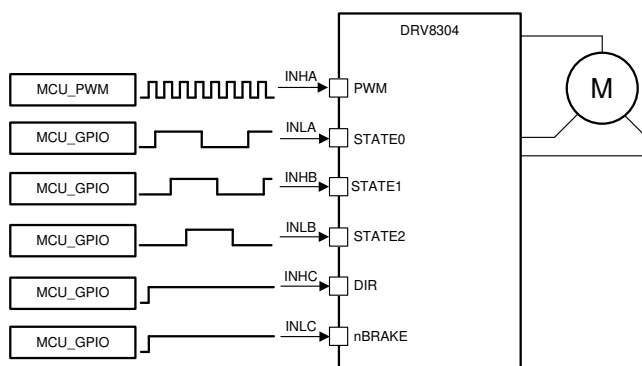 DRV8304
MCU_PWM
INHA
PWM
M
MCU_GPIO
INLA
STATE0
MCU_GPIO
INHB
STATE1
MCU_GPIO
INLB
STATE2
MCU_GPIO
INHC
DIR
MCU_GPIO
INLC
nBRAKE